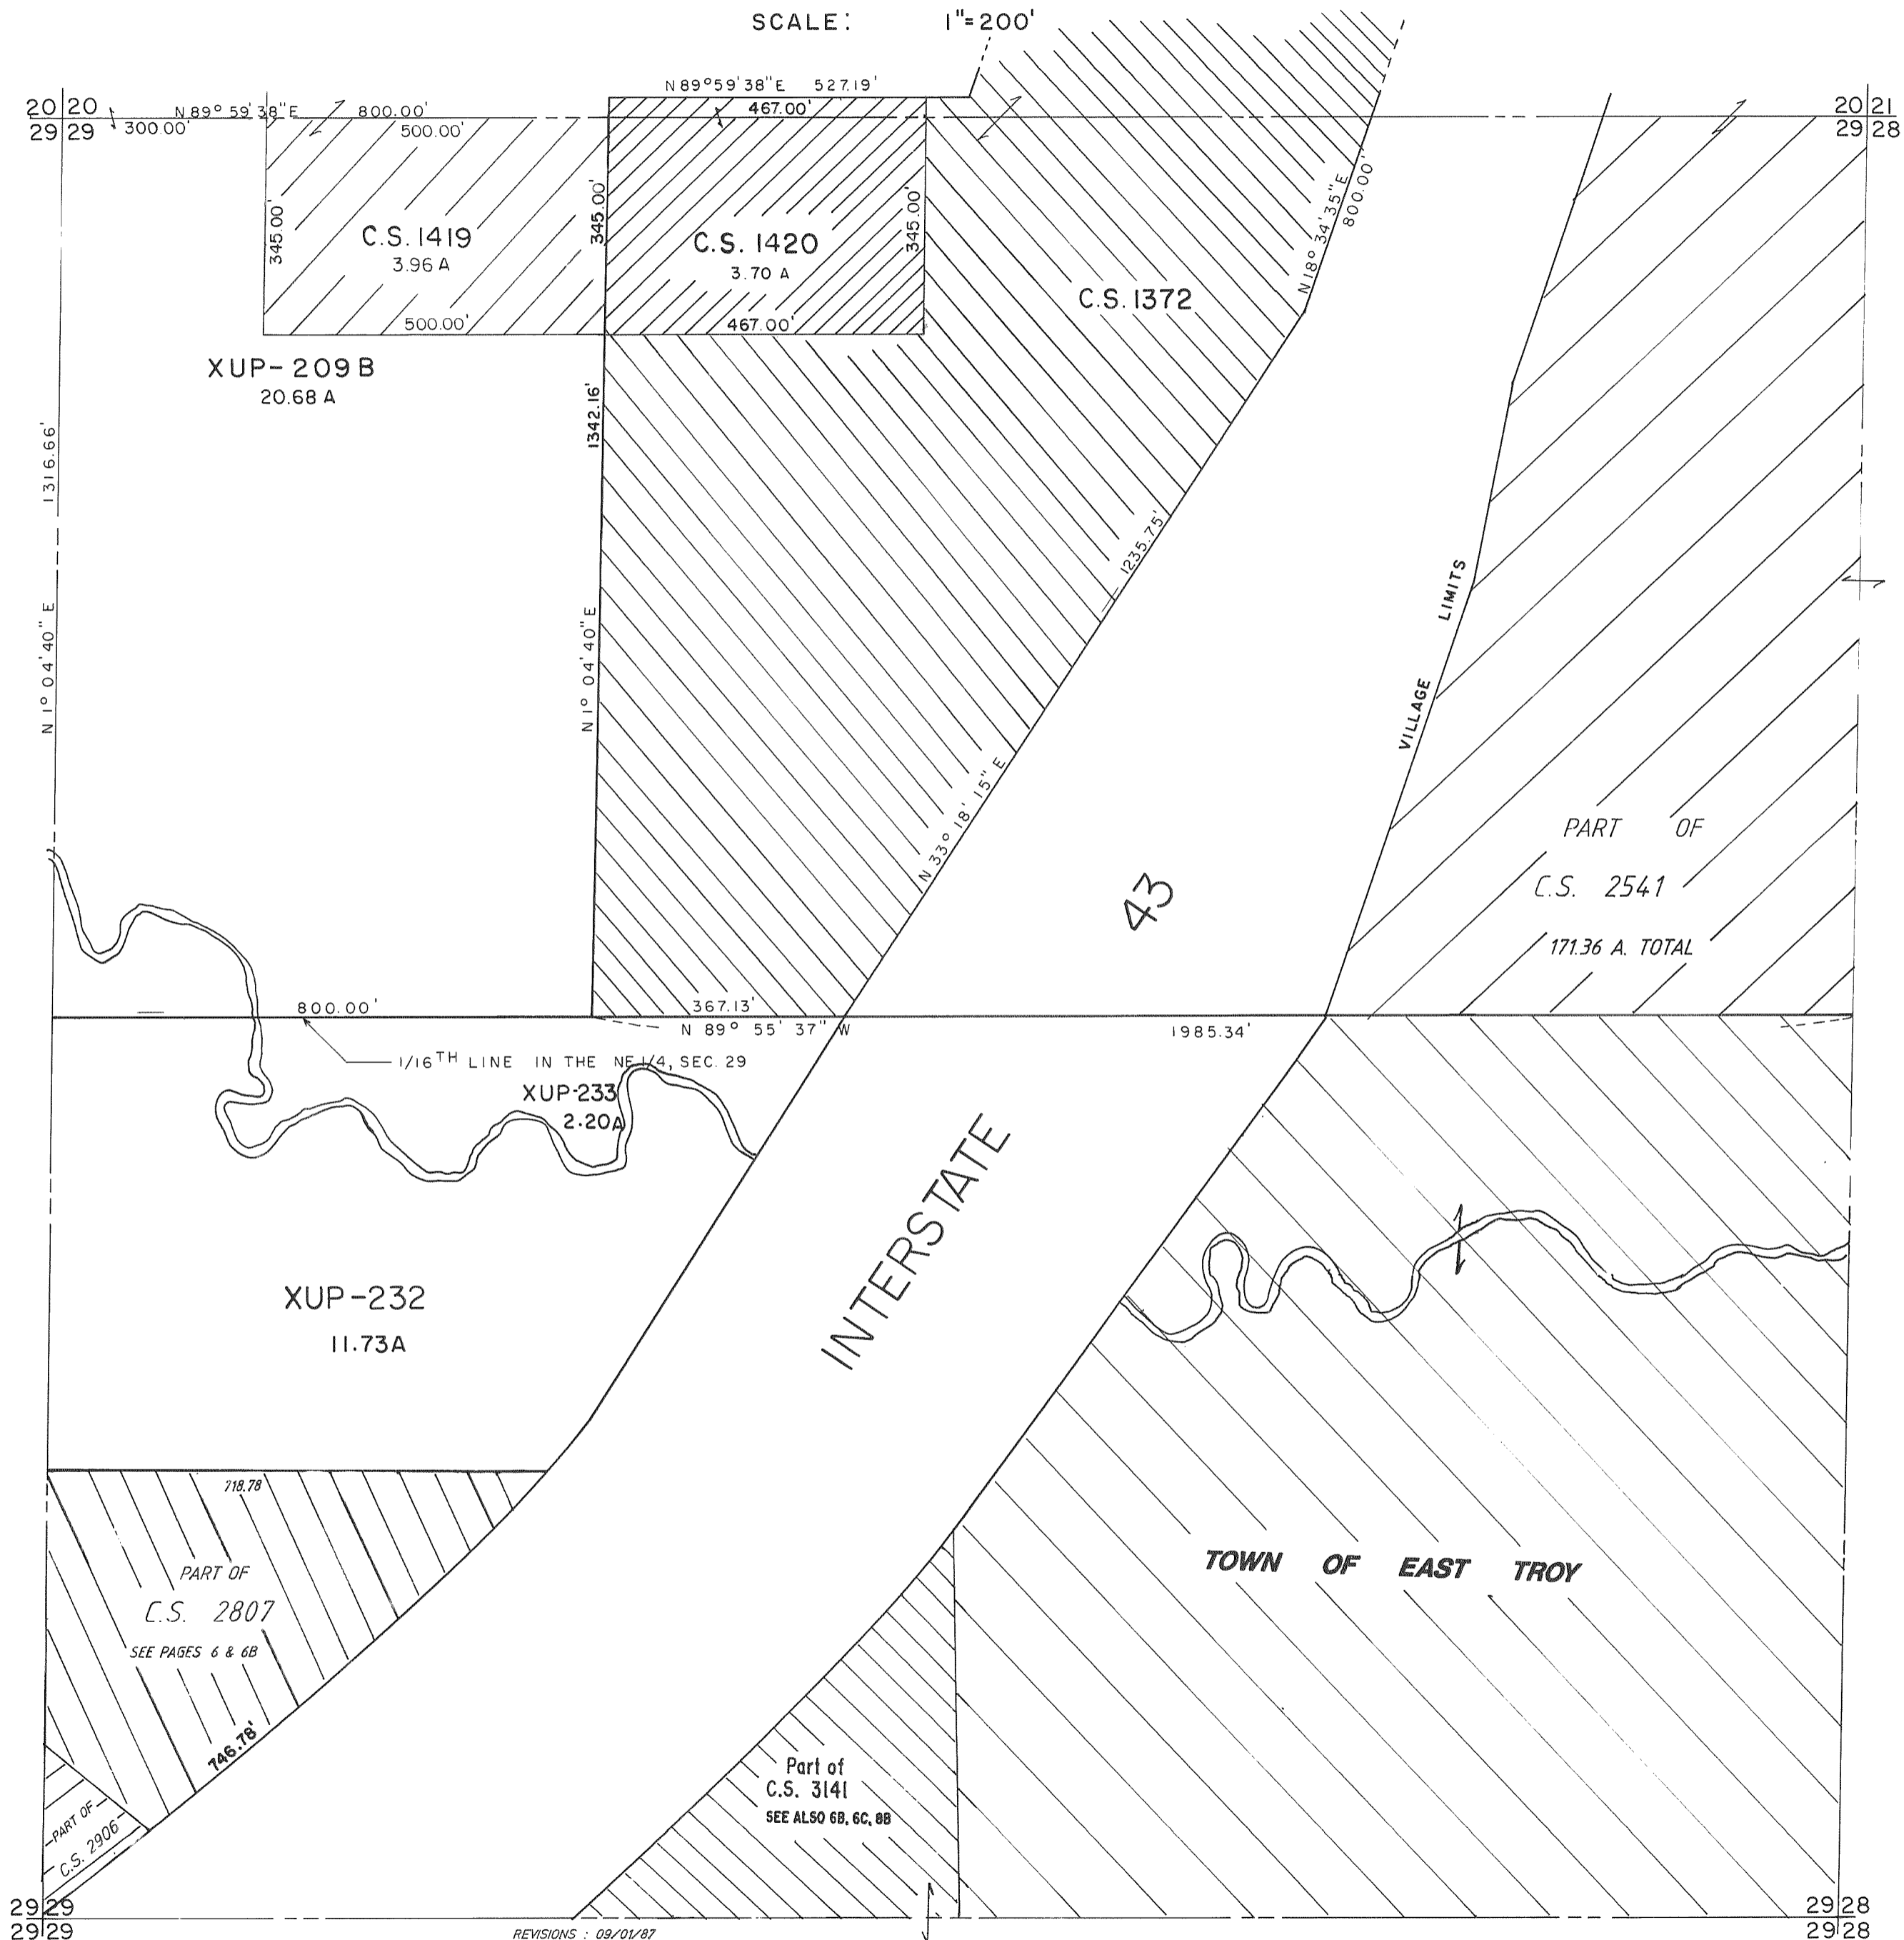 SCALE: 1"=200'
N 89°59'38"E 527.19'
20 20
29 29
300.00'
N 89°59'38"E 800.00'
500.00'
467.00'
20 21
29 28
345.00'
C.S. 1419
3.96 A
345.00'
C.S. 1420
3.70 A
345.00'
C.S. 1372
N 18° 34' 35" E
800.00'
500.00'
467.00'
XUP-209B
20.68 A
1316.66'
N 1° 04' 40" E
1342.16'
N 1° 04' 40" E
1235.75'
N 33° 18' 15" E
VILLAGE LIMITS
PART OF
C.S. 2541
171.36 A. TOTAL
43
800.00'
367.13'
N 89° 55' 37" W
1985.34'
1/16TH LINE IN THE NE 1/4, SEC. 29
XUP-233
2.20A
INTERSTATE
XUP-232
11.73A
718.78
PART OF
C.S. 2807
SEE PAGES 6 & 6B
746.78'
TOWN OF EAST TROY
PART OF
C.S. 2906
Part of
C.S. 3141
SEE ALSO 6B, 6C, 8B
29 29
29 29
REVISIONS : 09/01/87
29 28
29 28